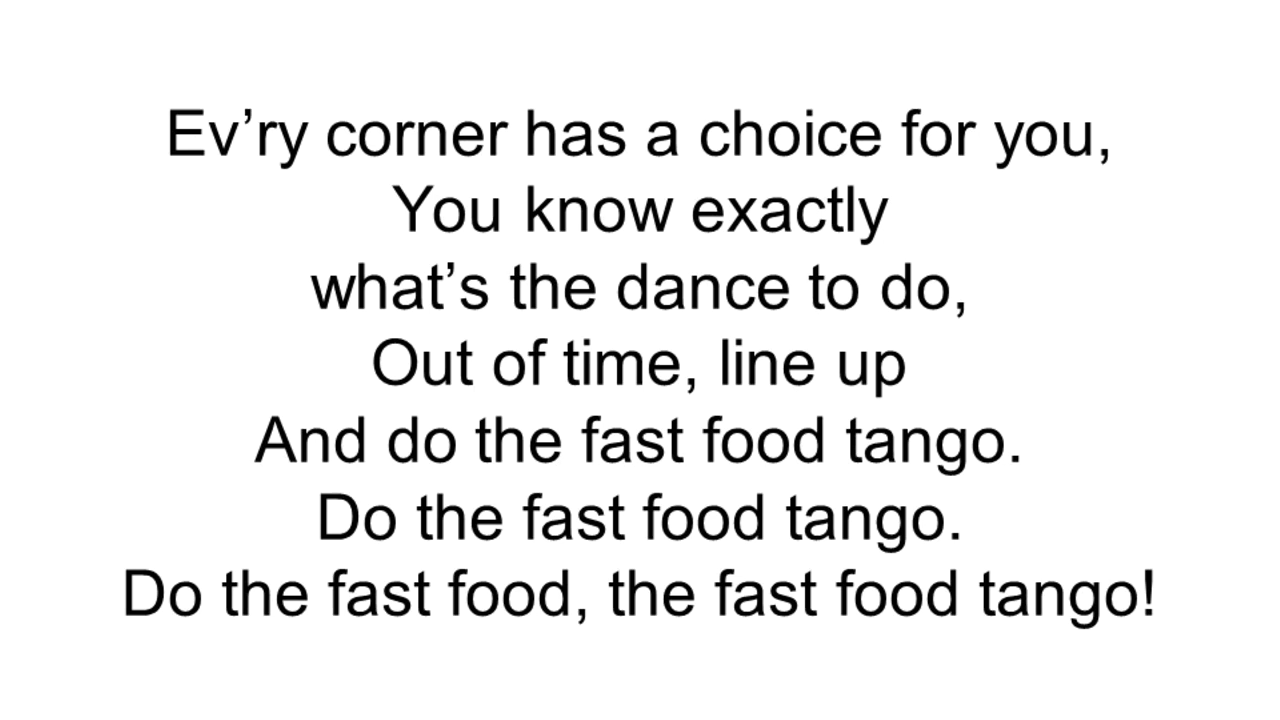 Ev’ry corner has a choice for you,
You know exactly
what’s the dance to do,
Out of time, line up
And do the fast food tango.
Do the fast food tango.
Do the fast food, the fast food tango!